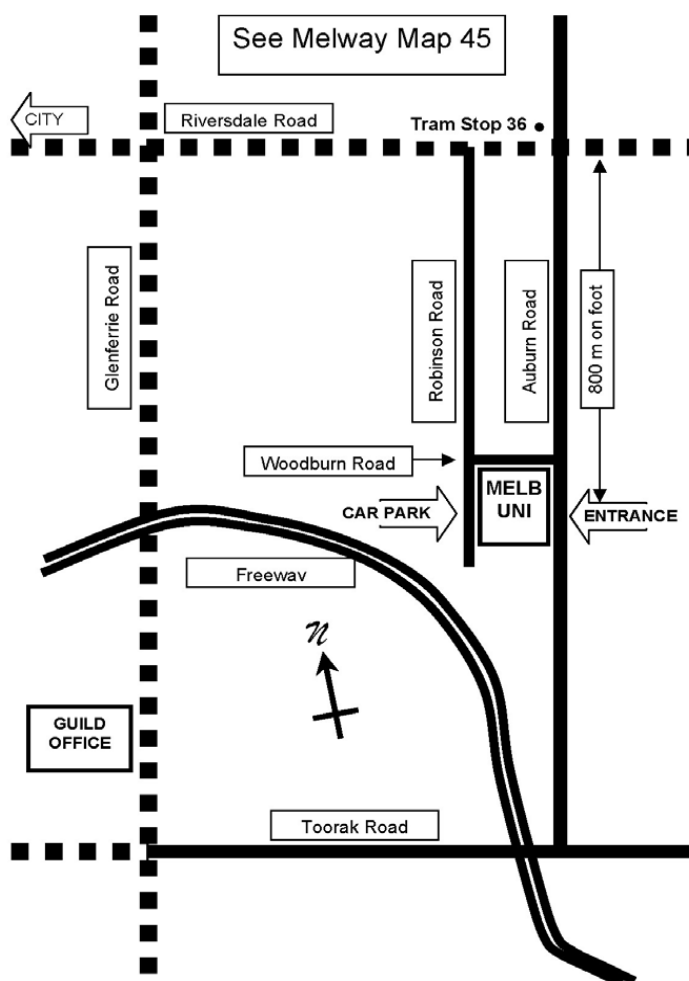 See Melway Map 45
CITY
Riversdale Road
Tram Stop 36
Glenferrie Road
Robinson Road
Auburn Road
800 m on foot
Woodburn Road
MELB
UNI
CAR PARK
ENTRANCE
Freewav
N
GUILD
OFFICE
Toorak Road